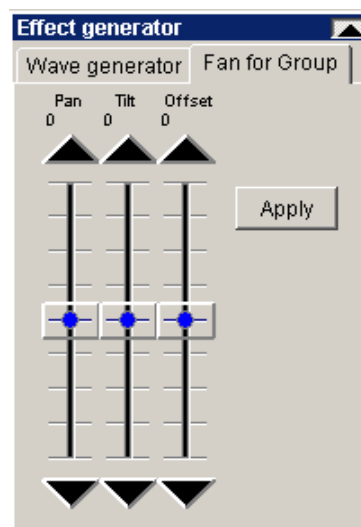 Effect generator
Wave generator Fan for Group
Pan Tilt Offset
0 0 0
Apply